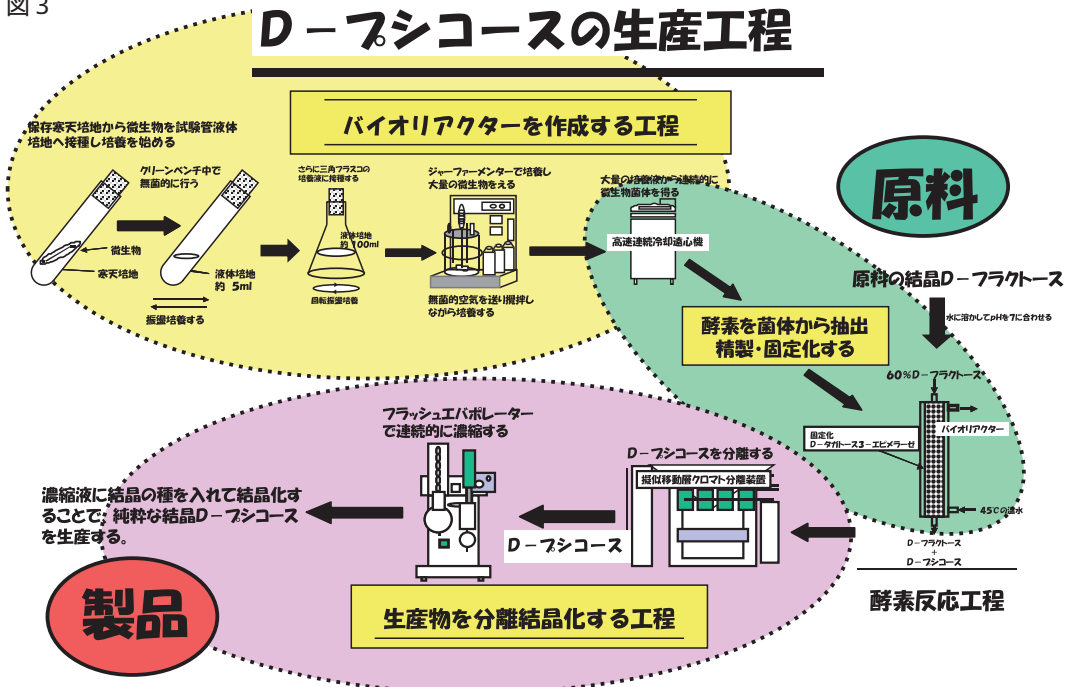 図3
D－プシコースの生産工程
バイオリアクターを作成する工程
保存寒天培地から微生物を試験管液体
培地へ接種し培養を始める
クリーンベンチ中で
無菌的に行う
微生物
寒天培地
液体培地
約 5ml
振盪培養する
さらに三角フラスコの
培養液に接種する
液体培地
約 100ml
回転振盪培養
ジャーファーメンターで培養し
大量の微生物をえる
無菌的空気を送り攪拌し
ながら培養する
大量の培養液から連続的に
微生物菌体を得る
高速連続冷却遠心機
酵素を菌体から抽出
精製・固定化する
原料
原料の結晶D－フラクトース
水に溶かしてpHを7に合わせる
60%D－フラクトース
バイオリアクター
固定化
D－タガトース3－エピメラーゼ
45℃の温水
D－フラクトース
+
D－プシコース
酵素反応工程
D－プシコースを分離する
擬似移動層クロマト分離装置
D－プシコース
フラッシュエバポレーター
で連続的に濃縮する
濃縮液に結晶の種を入れて結晶化す
ることで、純粋な結晶D－プシコース
を生産する。
製品
生産物を分離結晶化する工程